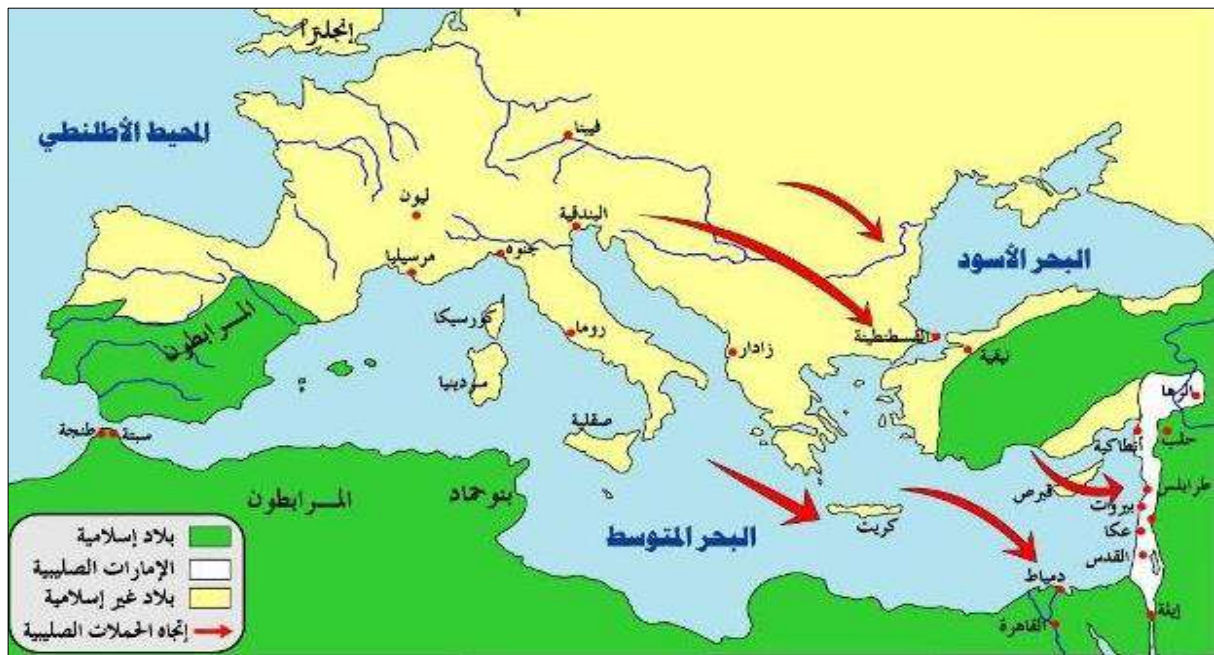 إنجلترا
المحيط الأطلنطي
فيينا
ليون
البندقية
جنوه
مرسيليا
البحر الأسود
المرابطون
كورسيكا
روما
زادار
القسطنطينة
نيقية
سردينيا
الرها
صقلية
أنطاكية
حلب
طنجة
سبتة
بنو حماد
المرابطون
قبرص
طرابلس
بيروت
كريت
عكا
البحر المتوسط
القدس
دمياط
إيلة
القاهرة
بلاد إسلامية
الإمارات الصليبية
بلاد غير إسلامية
إتجاه الحملات الصليبية